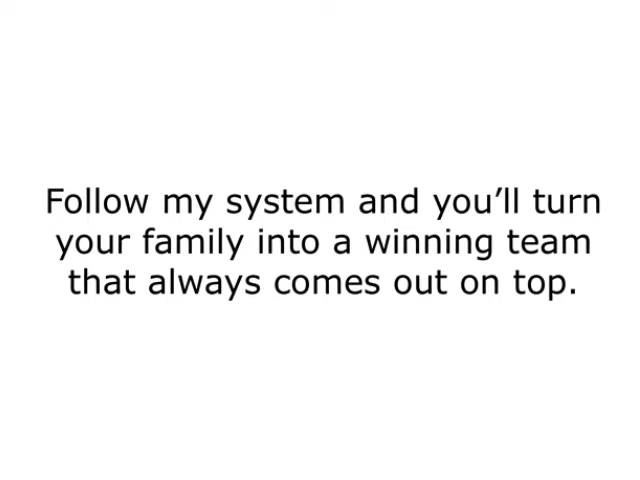 Follow my system and you’ll turn
your family into a winning team
that always comes out on top.